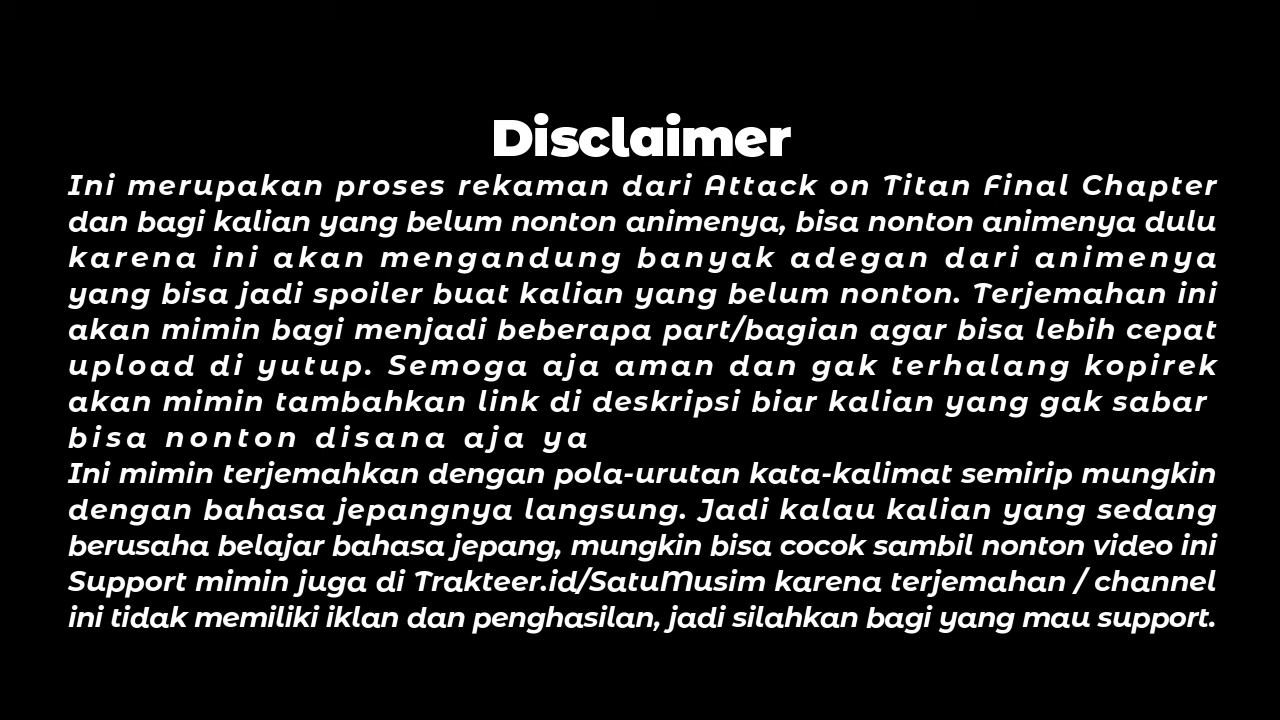 Disclaimer
Ini merupakan proses rekaman dari Attack on Titan Final Chapter
dan bagi kalian yang belum nonton animenya, bisa nonton animenya dulu
karena ini akan mengandung banyak adegan dari animenya
yang bisa jadi spoiler buat kalian yang belum nonton. Terjemahan ini
akan mimin bagi menjadi beberapa part/bagian agar bisa lebih cepat
upload di yutup. Semoga aja aman dan gak terhalang kopirek
akan mimin tambahkan link di deskripsi biar kalian yang gak sabar
bisa nonton disana aja ya
Ini mimin terjemahkan dengan pola-urutan kata-kalimat semirip mungkin
dengan bahasa jepangnya langsung. Jadi kalau kalian yang sedang
berusaha belajar bahasa jepang, mungkin bisa cocok sambil nonton video ini
Support mimin juga di Trakteer.id/SatuMusim karena terjemahan / channel
ini tidak memiliki iklan dan penghasilan, jadi silahkan bagi yang mau support.